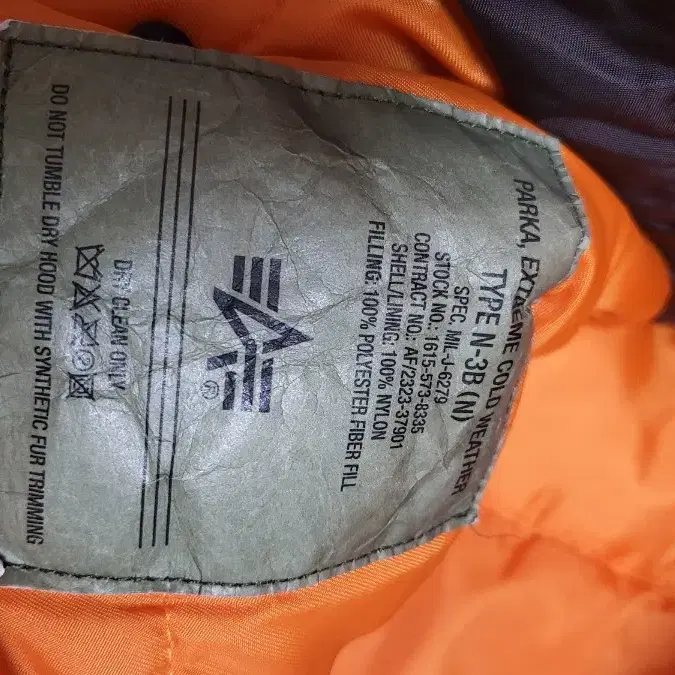 PARKA, EXTREME COLD WEATHER
TYPE N-3B (N)
SPEC. MIL-J-6279
STOCK NO.: 1615-573-8335
CONTRACT NO.: AF/2323-37901
SHELL/LINING: 100% NYLON
FILLING: 100% POLYESTER FIBER FILL
®
DRY CLEAN ONLY
DO NOT TUMBLE DRY HOOD WITH SYNTHETIC FUR TRIMMING